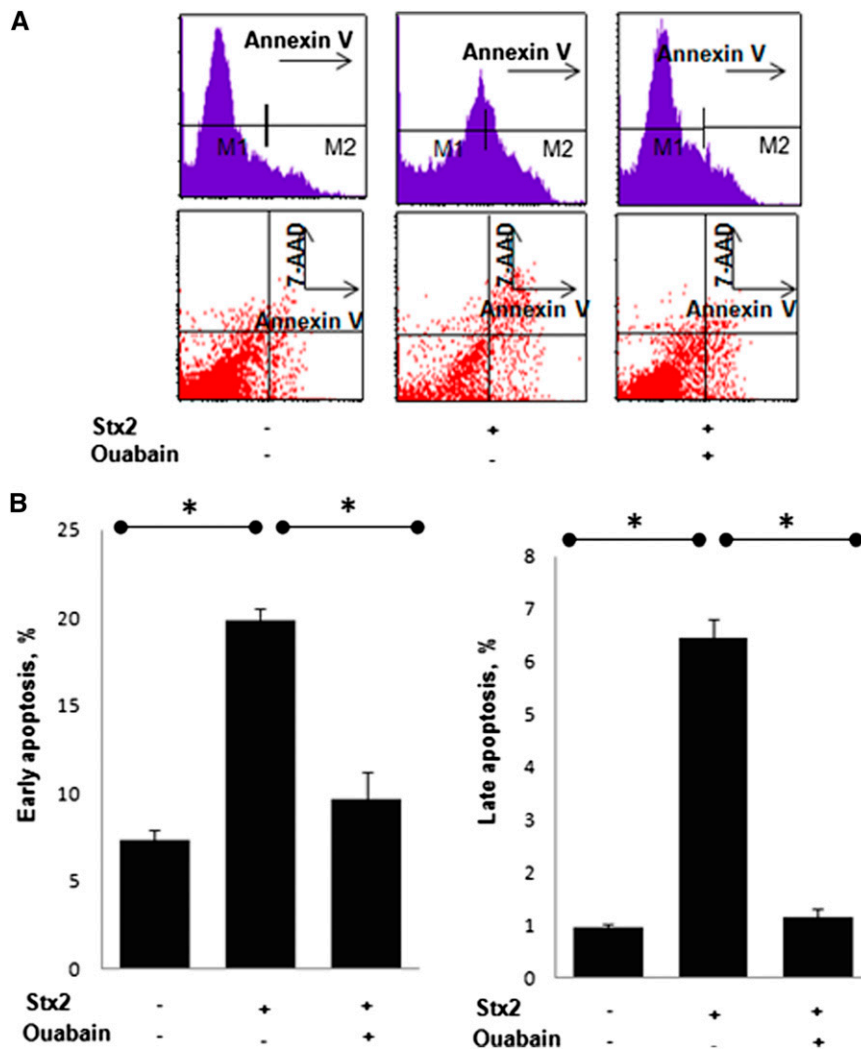 A
Annexin V Annexin V Annexin V
M1 M2 M1 M2 M1 M2
7-AAD 7-AAD 7-AAD
Annexin V Annexin V Annexin V
Stx2 - + +
Ouabain - - +
B
* *
25
20
15
10
5
0
Early apoptosis, %
Stx2 - + +
Ouabain - - +
* *
8
7
6
5
4
3
2
1
0
Late apoptosis, %
Stx2 - + +
Ouabain - - +